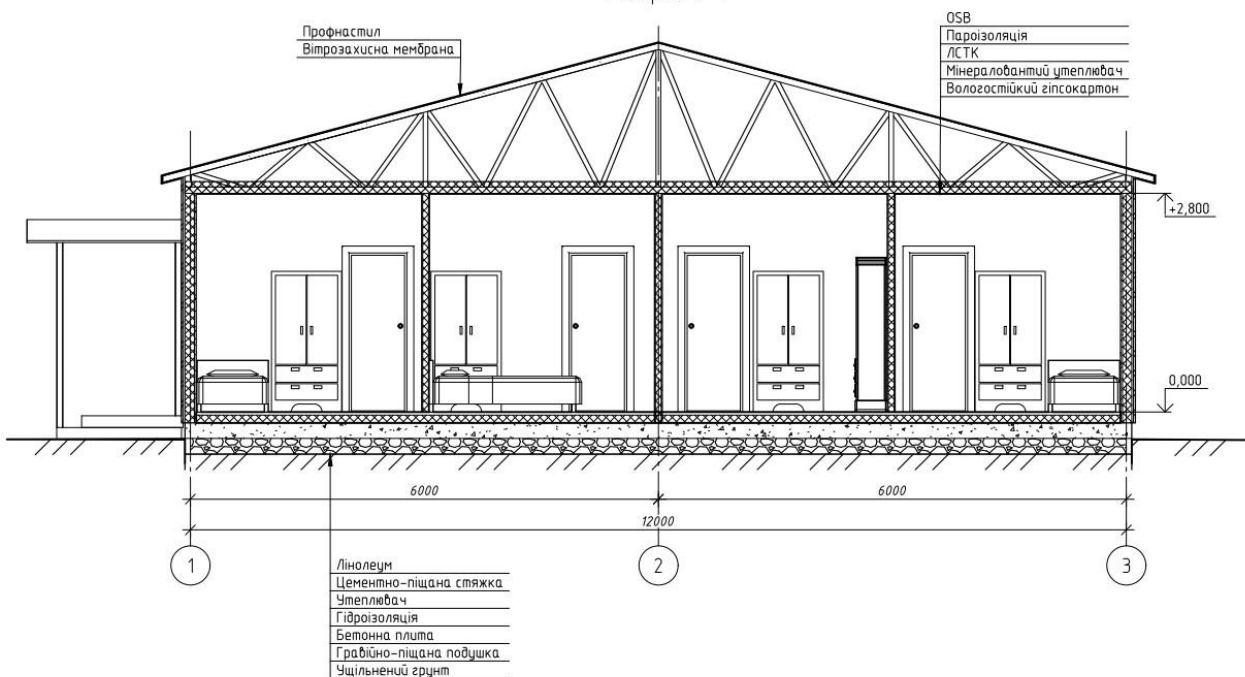 Профнастил
Вітрозахисна мембрана
OSB
Пароізоляція
ЛСТК
Мінераловантий утеплювач
Вологостійкий гіпсокартон
+2,800
0,000
6000
6000
12000
1
2
3
Лінолеум
Цементно-піщана стяжка
Утеплювач
Гідроізоляція
Бетонна плита
Гравійно-піщана подушка
Ущільнений грунт